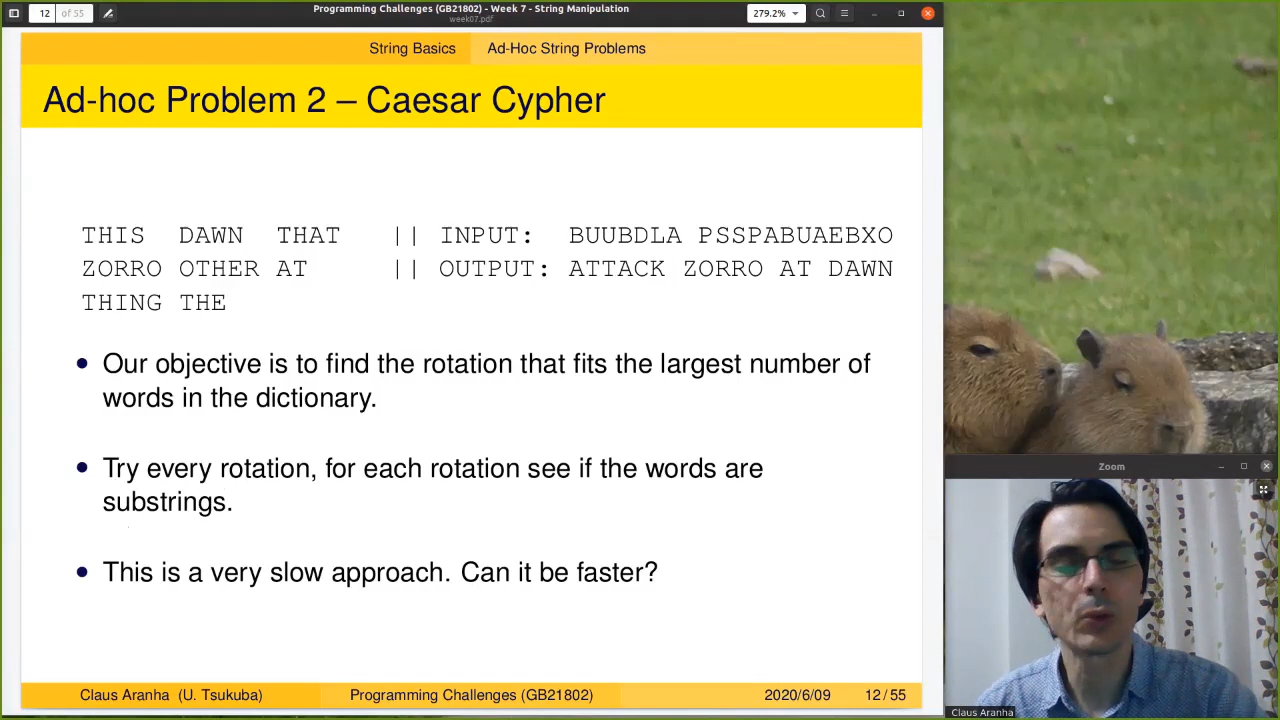 Programming Challenges (GB21802) - Week 7 - String Manipulation
week07.pdf
12 of 55
279.2%
String Basics Ad-Hoc String Problems
Ad-hoc Problem 2 – Caesar Cypher
THIS DAWN THAT || INPUT: BUUBDLA PSSPABUAEBXO
ZORRO OTHER AT || OUTPUT: ATTACK ZORRO AT DAWN
THING THE
• Our objective is to find the rotation that fits the largest number of
words in the dictionary.
• Try every rotation, for each rotation see if the words are
substrings.
• This is a very slow approach. Can it be faster?
Claus Aranha (U. Tsukuba) Programming Challenges (GB21802) 2020/6/09 12 / 55
Zoom
Claus Aranha